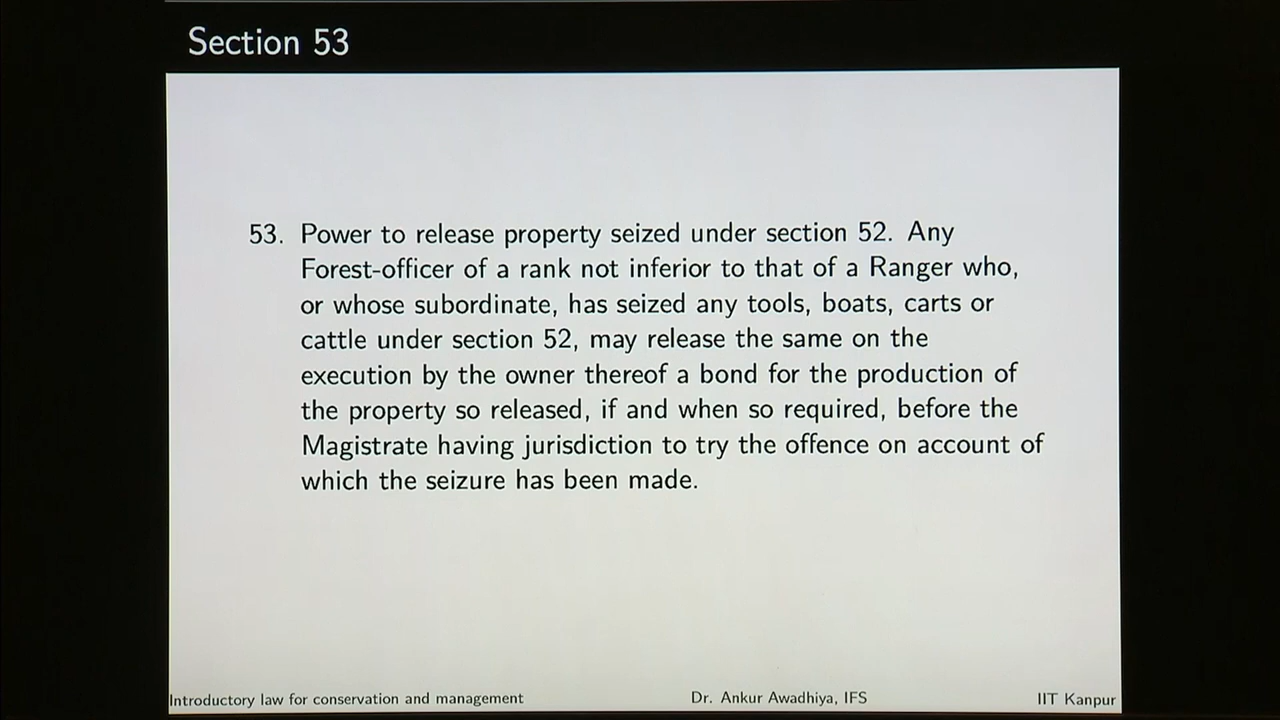 Section 53
53. Power to release property seized under section 52. Any
Forest-officer of a rank not inferior to that of a Ranger who,
or whose subordinate, has seized any tools, boats, carts or
cattle under section 52, may release the same on the
execution by the owner thereof a bond for the production of
the property so released, if and when so required, before the
Magistrate having jurisdiction to try the offence on account of
which the seizure has been made.
Introductory law for conservation and management Dr. Ankur Awadhiya, IFS IIT Kanpur